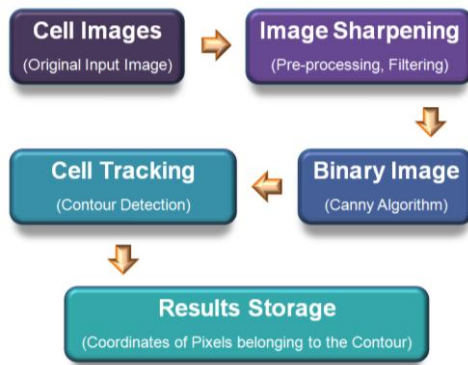 Cell Images
(Original Input Image)
Image Sharpening
(Pre-processing, Filtering)
Binary Image
(Canny Algorithm)
Cell Tracking
(Contour Detection)
Results Storage
(Coordinates of Pixels belonging to the Contour)